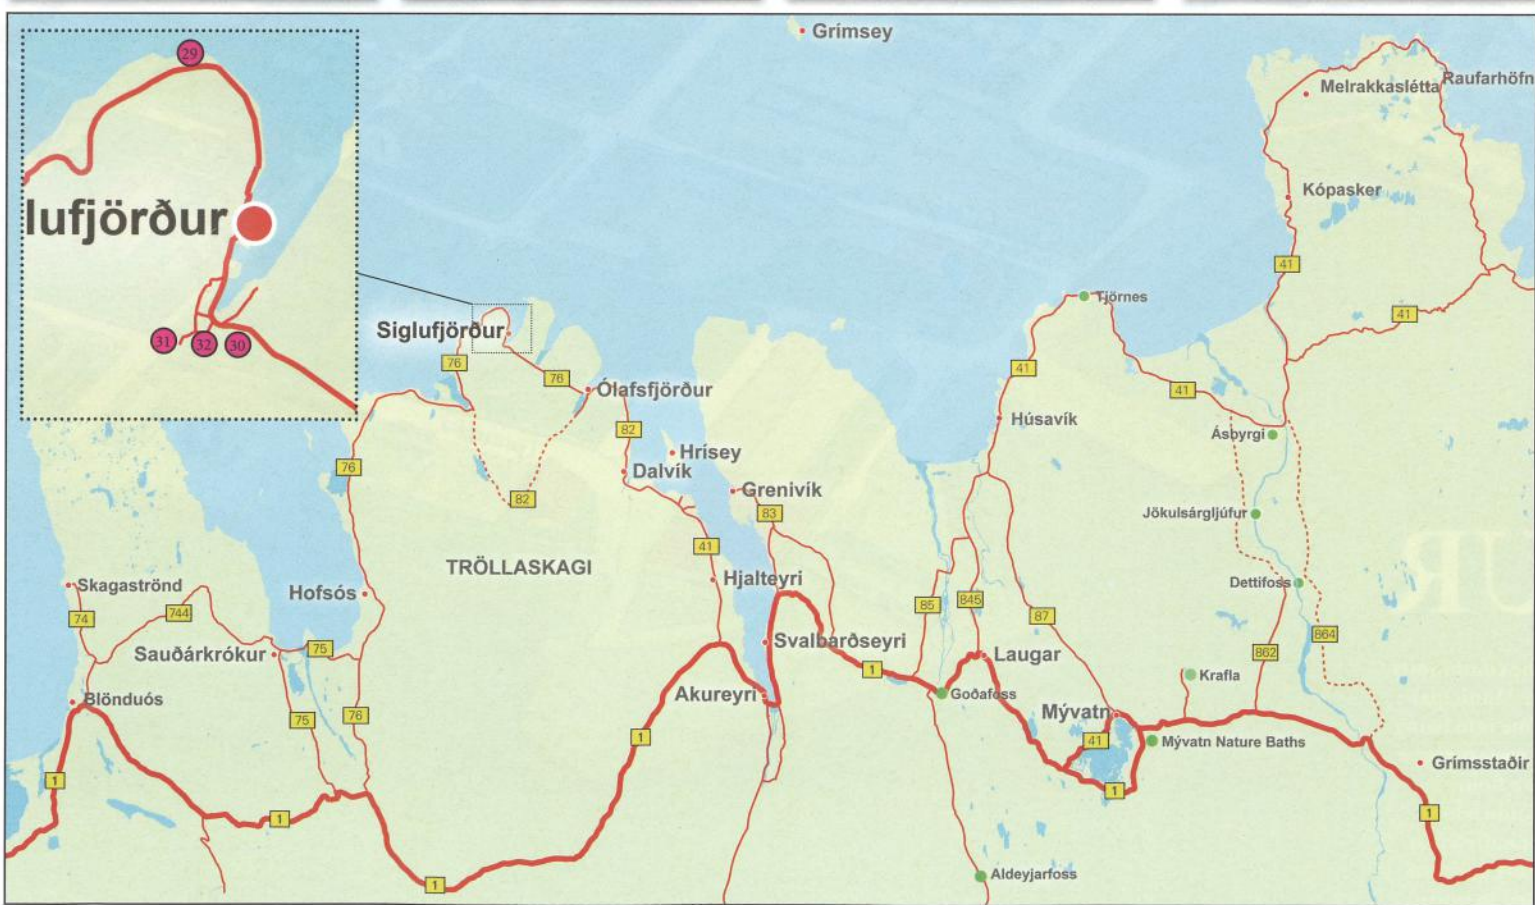 Grímsey
29
lufjörður
31
32
30
Melrakkaslétta
Raufarhöfn
Kópasker
41
Tjörnes
41
Siglufjörður
76
76
Ólafsfjörður
41
41
Húsavík
82
Ásbyrgi
Hrísey
76
Dalvík
82
Grenivík
83
Jökulsárgljúfur
41
TRÖLLASKAGI
Hjalteyri
Skagaströnd
Hofsós
Dettifoss
74
744
85
845
87
864
Svalbarðseyri
Sauðárkrókur
75
Laugar
862
1
Krafla
Akureyri
Goðafoss
Blönduós
Mývatn
75
76
1
41
Mývatn Nature Baths
Grímsstaðir
1
1
1
1
Aldeyjarfoss
1
UR